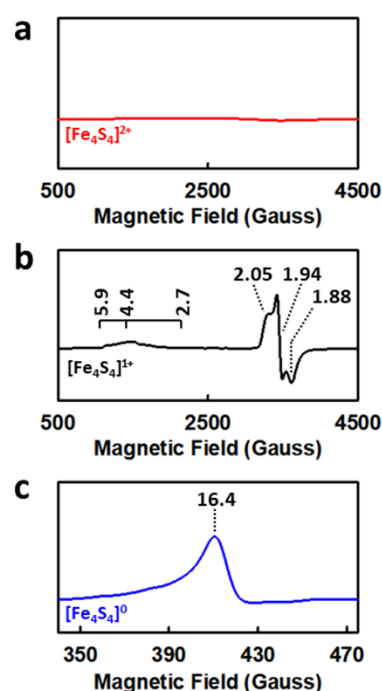 a
[Fe₄S₄]²⁺
500 2500 4500
Magnetic Field (Gauss)
b
5.9 4.4 2.7 2.05 1.94 1.88
[Fe₄S₄]¹⁺
500 2500 4500
Magnetic Field (Gauss)
c
16.4
[Fe₄S₄]⁰
350 390 430 470
Magnetic Field (Gauss)